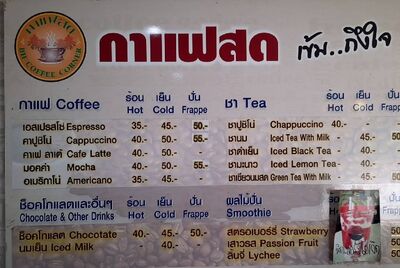 กาแฟสด
THE COFFEE CORNER
กาแฟสด เข้ม..ถึงใจ
กาแฟ Coffee ร้อน Hot เย็น Cold ปั่น Frappe
เอสเปรสโซ่ Espresso 35.- 45.- 50.-
คาปูชิโน่ Cappuccino 40.- 50.- 55.-
คาเฟ่ ลาเต้ Cafe Latte 40.- 50.-
มอคค่า Mocha 40.- 50.- 55.-
อเมริกาโน่ Americano 35.- 45.-
ชา Tea ร้อน Hot เย็น Cold ปั่น Frappe
ชาปูชิโน่ Chappuccino 40.-
ชานม Iced Tea With Milk - 45.- 50.-
ชาดำเย็น Iced Black Tea - 40.-
ชามะนาว Iced Lemon Tea - 40.-
ชาเขียวนมสด Green Tea With Milk - 45.- 50.-
ช็อคโกแลตและอื่นๆ
Chocolate & Other Drinks ร้อน Hot เย็น Cold ปั่น Frappe
ช็อคโกแลต Chocolate 40.- 45.- 50.-
นมเย็น Iced Milk - 40.-
ผลไม้ปั่น
Smoothie
สตรอเบอร์รี่ Strawberry
เสาวรส Passion Fruit
ลิ้นจี่ Lychee